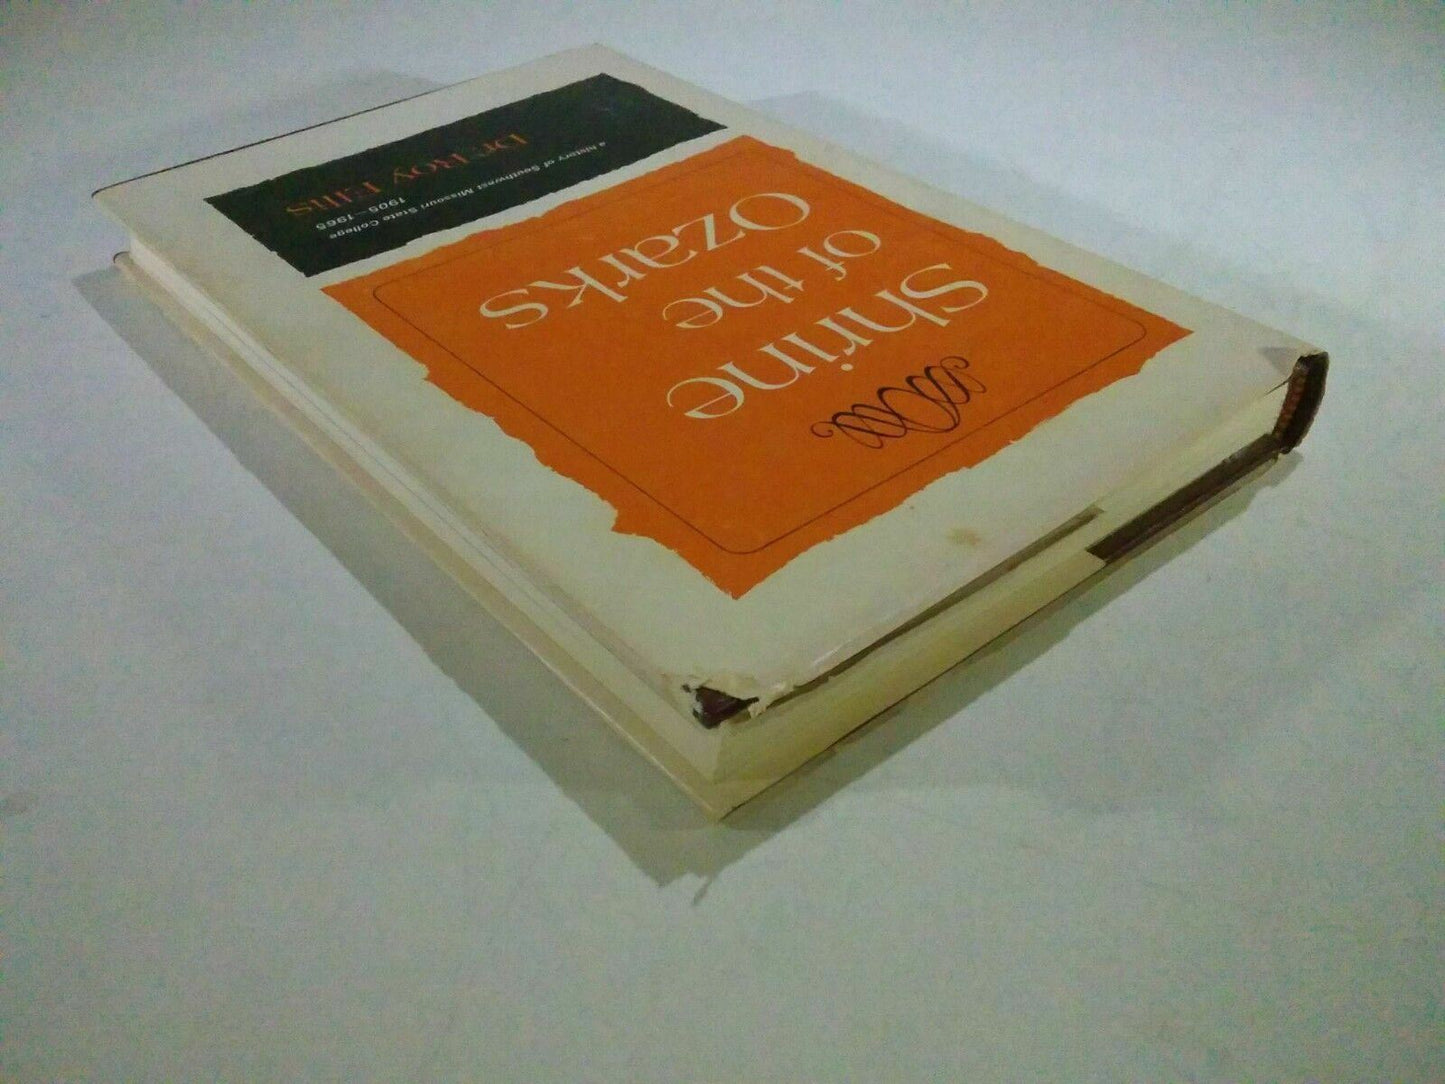 Shrine
of the
Ozarks
a history of Southwest Missouri State College
1905–1965
Dr. Roy Ellis